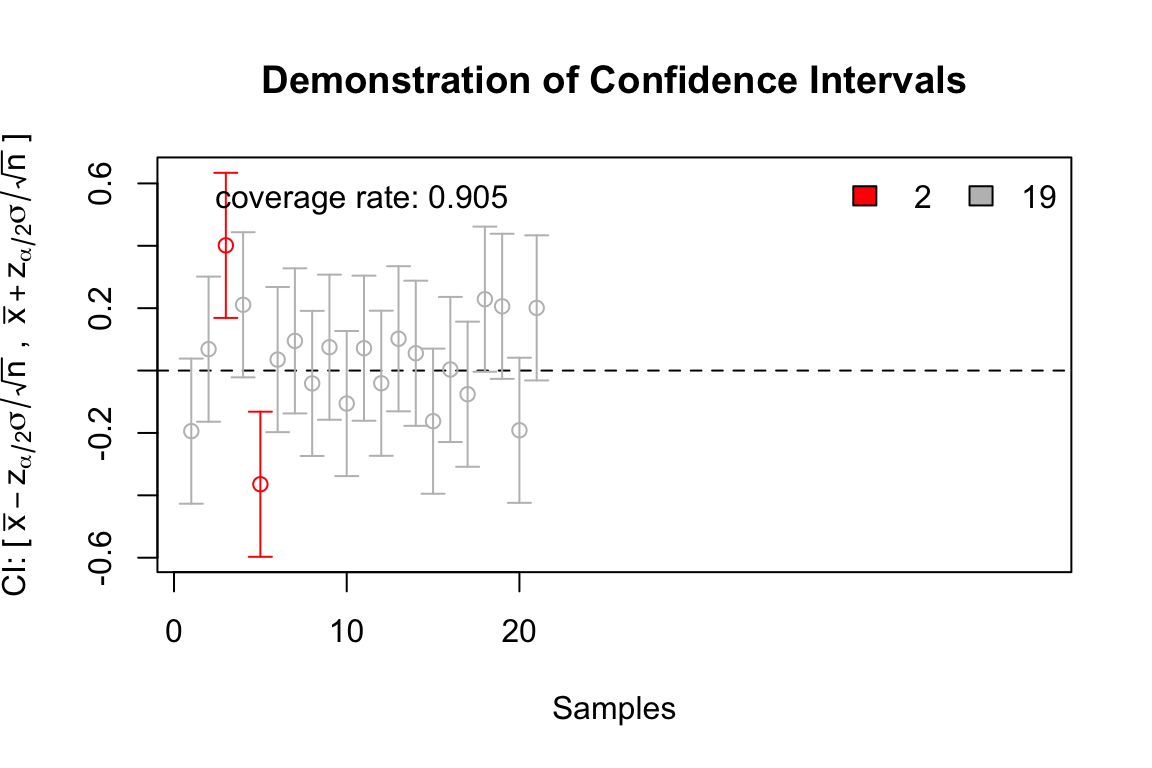 Demonstration of Confidence Intervals
CI: [ x̅ − zα/2σ/√n , x̅ + zα/2σ/√n ]
0.6
0.2
-0.2
-0.6
coverage rate: 0.905
2
19
0
10
20
Samples